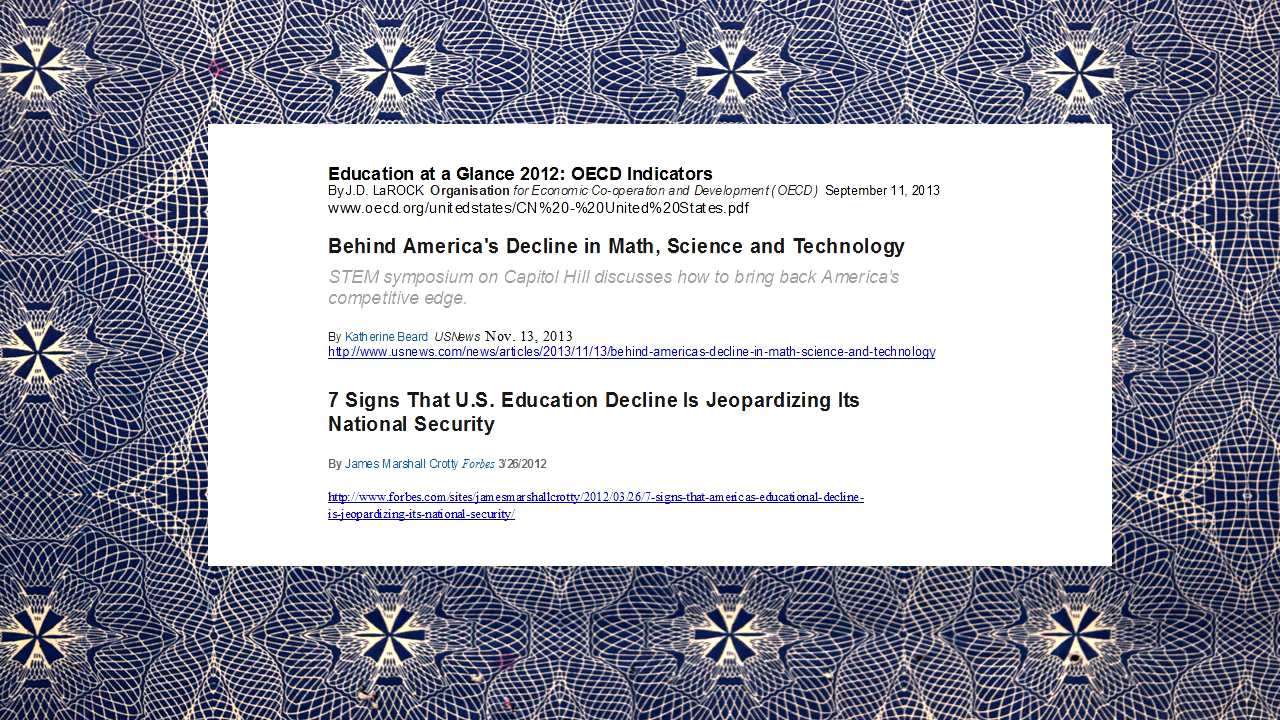 Education at a Glance 2012: OECD Indicators
By J.D. LaROCK Organisation for Economic Co-operation and Development (OECD) September 11, 2013
www.oecd.org/unitedstates/CN%20-%20United%20States.pdf
Behind America's Decline in Math, Science and Technology
STEM symposium on Capitol Hill discusses how to bring back America's
competitive edge.
By Katherine Beard USNews Nov. 13, 2013
http://www.usnews.com/news/articles/2013/11/13/behind-americas-decline-in-math-science-and-technology
7 Signs That U.S. Education Decline Is Jeopardizing Its
National Security
By James Marshall Crotty Forbes 3/26/2012
http://www.forbes.com/sites/jamesmarshallcrotty/2012/03/26/7-signs-that-americas-educational-decline-
is-jeopardizing-its-national-security/